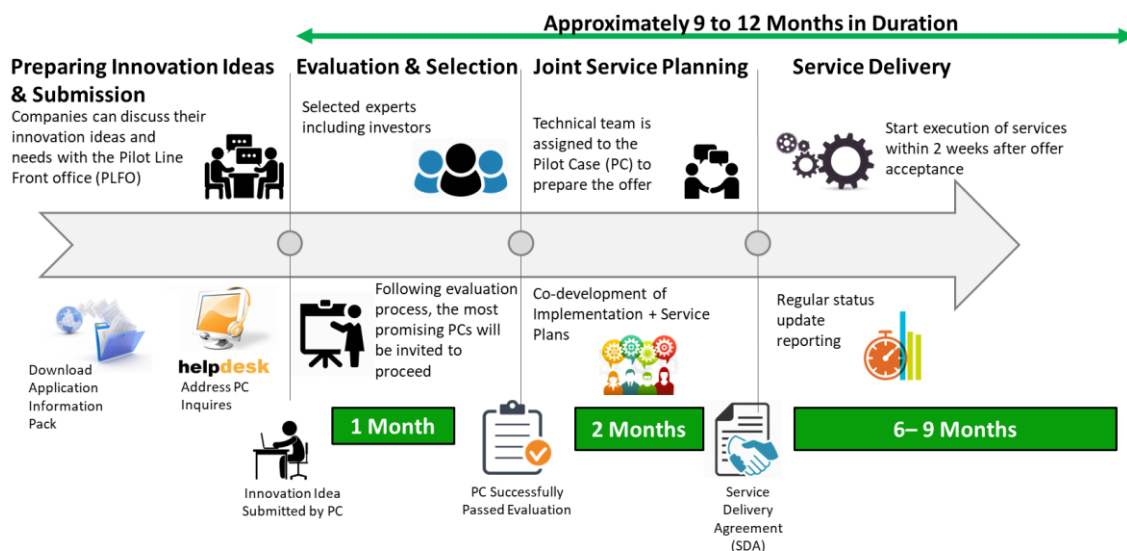 Approximately 9 to 12 Months in Duration
Preparing Innovation Ideas
& Submission
Companies can discuss their
innovation ideas and
needs with the Pilot Line
Front office (PLFO)
Evaluation & Selection
Selected experts
including investors
Joint Service Planning
Technical team is
assigned to the
Pilot Case (PC) to
prepare the offer
Service Delivery
Start execution of services
within 2 weeks after offer
acceptance
Download
Application
Information
Pack
helpdesk
Address PC
Inquires
Following evaluation
process, the most
promising PCs will
be invited to
proceed
Co-development of
Implementation + Service
Plans
Regular status
update
reporting
1 Month
2 Months
6– 9 Months
Innovation Idea
Submitted by PC
PC Successfully
Passed Evaluation
Service
Delivery
Agreement
(SDA)